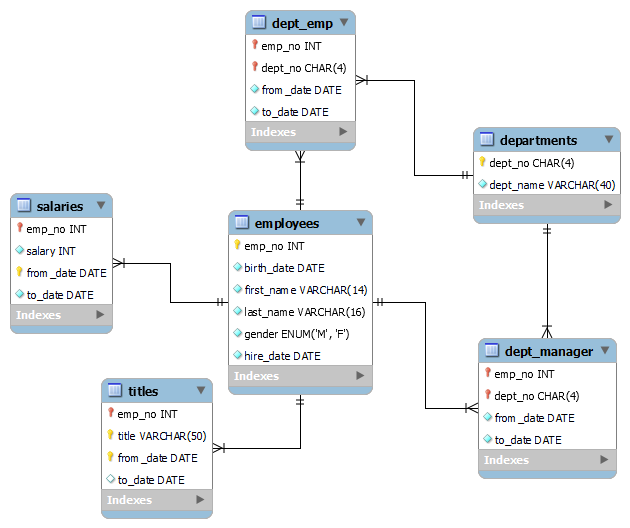 dept_emp
emp_no INT
dept_no CHAR(4)
from_date DATE
to_date DATE
Indexes
departments
dept_no CHAR(4)
dept_name VARCHAR(40)
Indexes
salaries
emp_no INT
salary INT
from_date DATE
to_date DATE
Indexes
employees
emp_no INT
birth_date DATE
first_name VARCHAR(14)
last_name VARCHAR(16)
gender ENUM('M', 'F')
hire_date DATE
Indexes
dept_manager
emp_no INT
dept_no CHAR(4)
from_date DATE
to_date DATE
Indexes
titles
emp_no INT
title VARCHAR(50)
from_date DATE
to_date DATE
Indexes